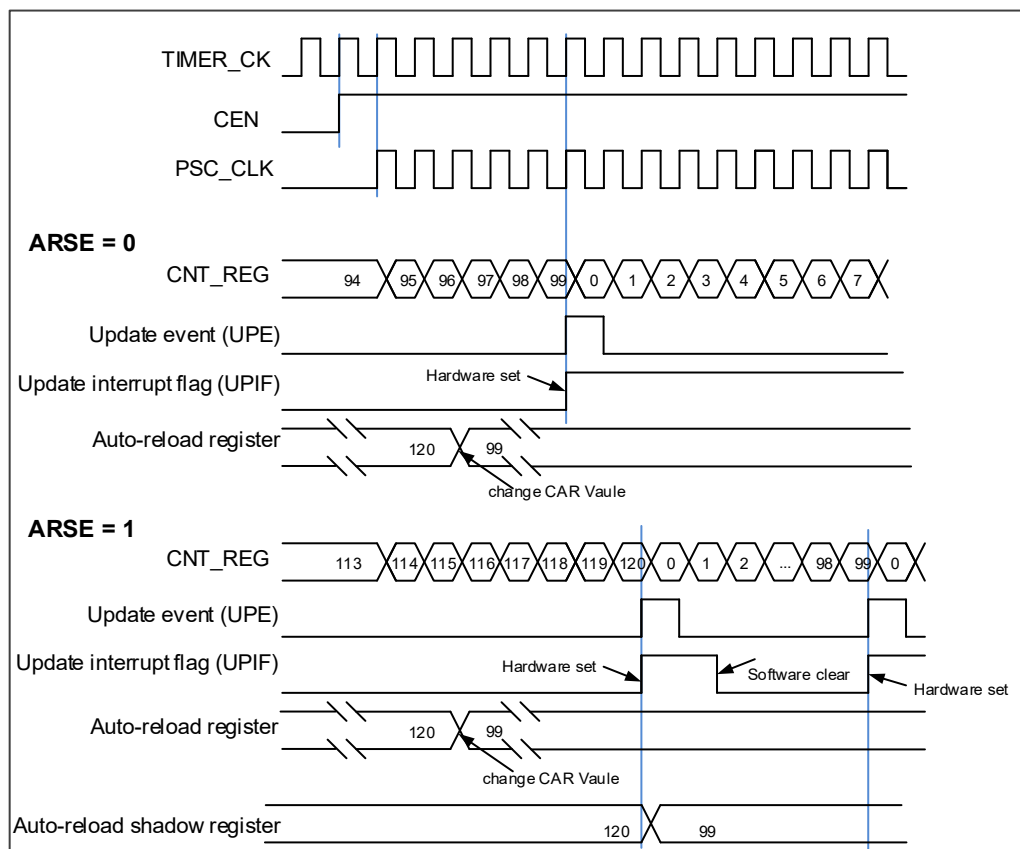 TIMER_CK
CEN
PSC_CLK
ARSE = 0
CNT_REG 94 95 96 97 98 99 0 1 2 3 4 5 6 7
Update event (UPE)
Update interrupt flag (UPIF) Hardware set
Auto-reload register 120 99
change CAR Vaule
ARSE = 1
CNT_REG 113 114 115 116 117 118 119 120 0 1 2 ... 98 99 0
Update event (UPE)
Update interrupt flag (UPIF) Hardware set Software clear Hardware set
Auto-reload register 120 99
change CAR Vaule
Auto-reload shadow register 120 99